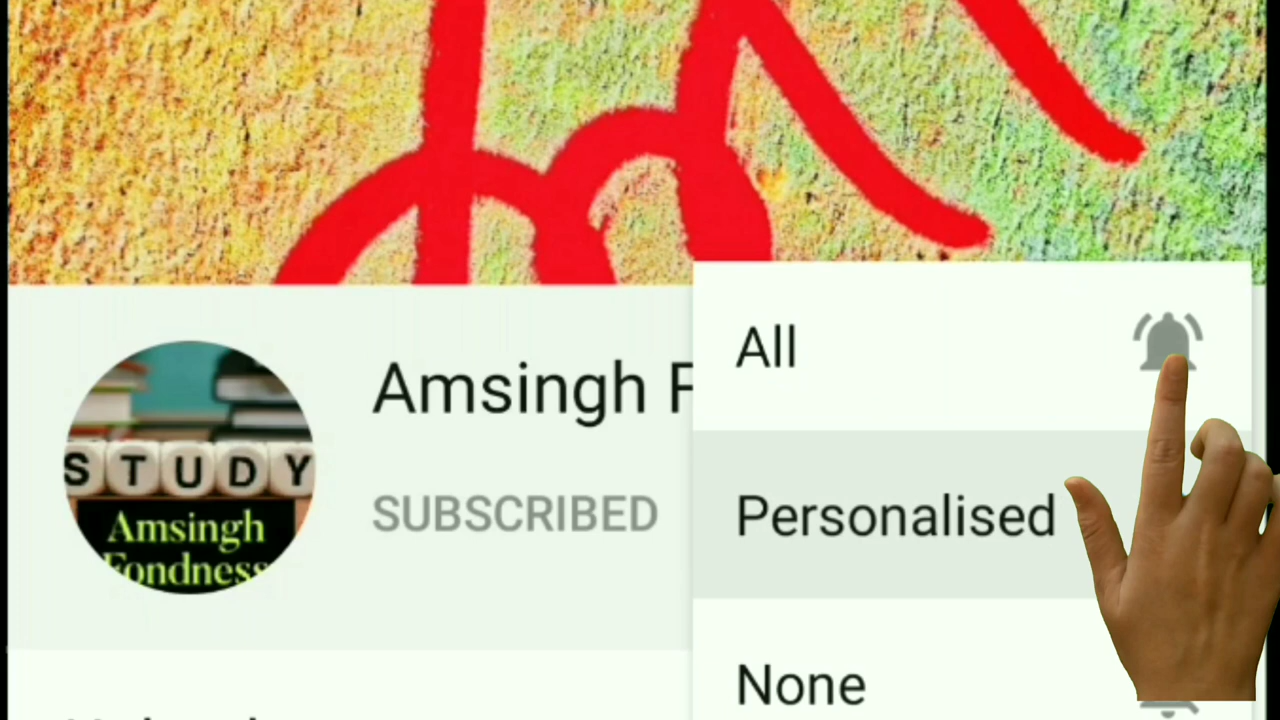 Amsingh F
SUBSCRIBED
STUDY
Amsingh
Fondness
All
Personalised
None